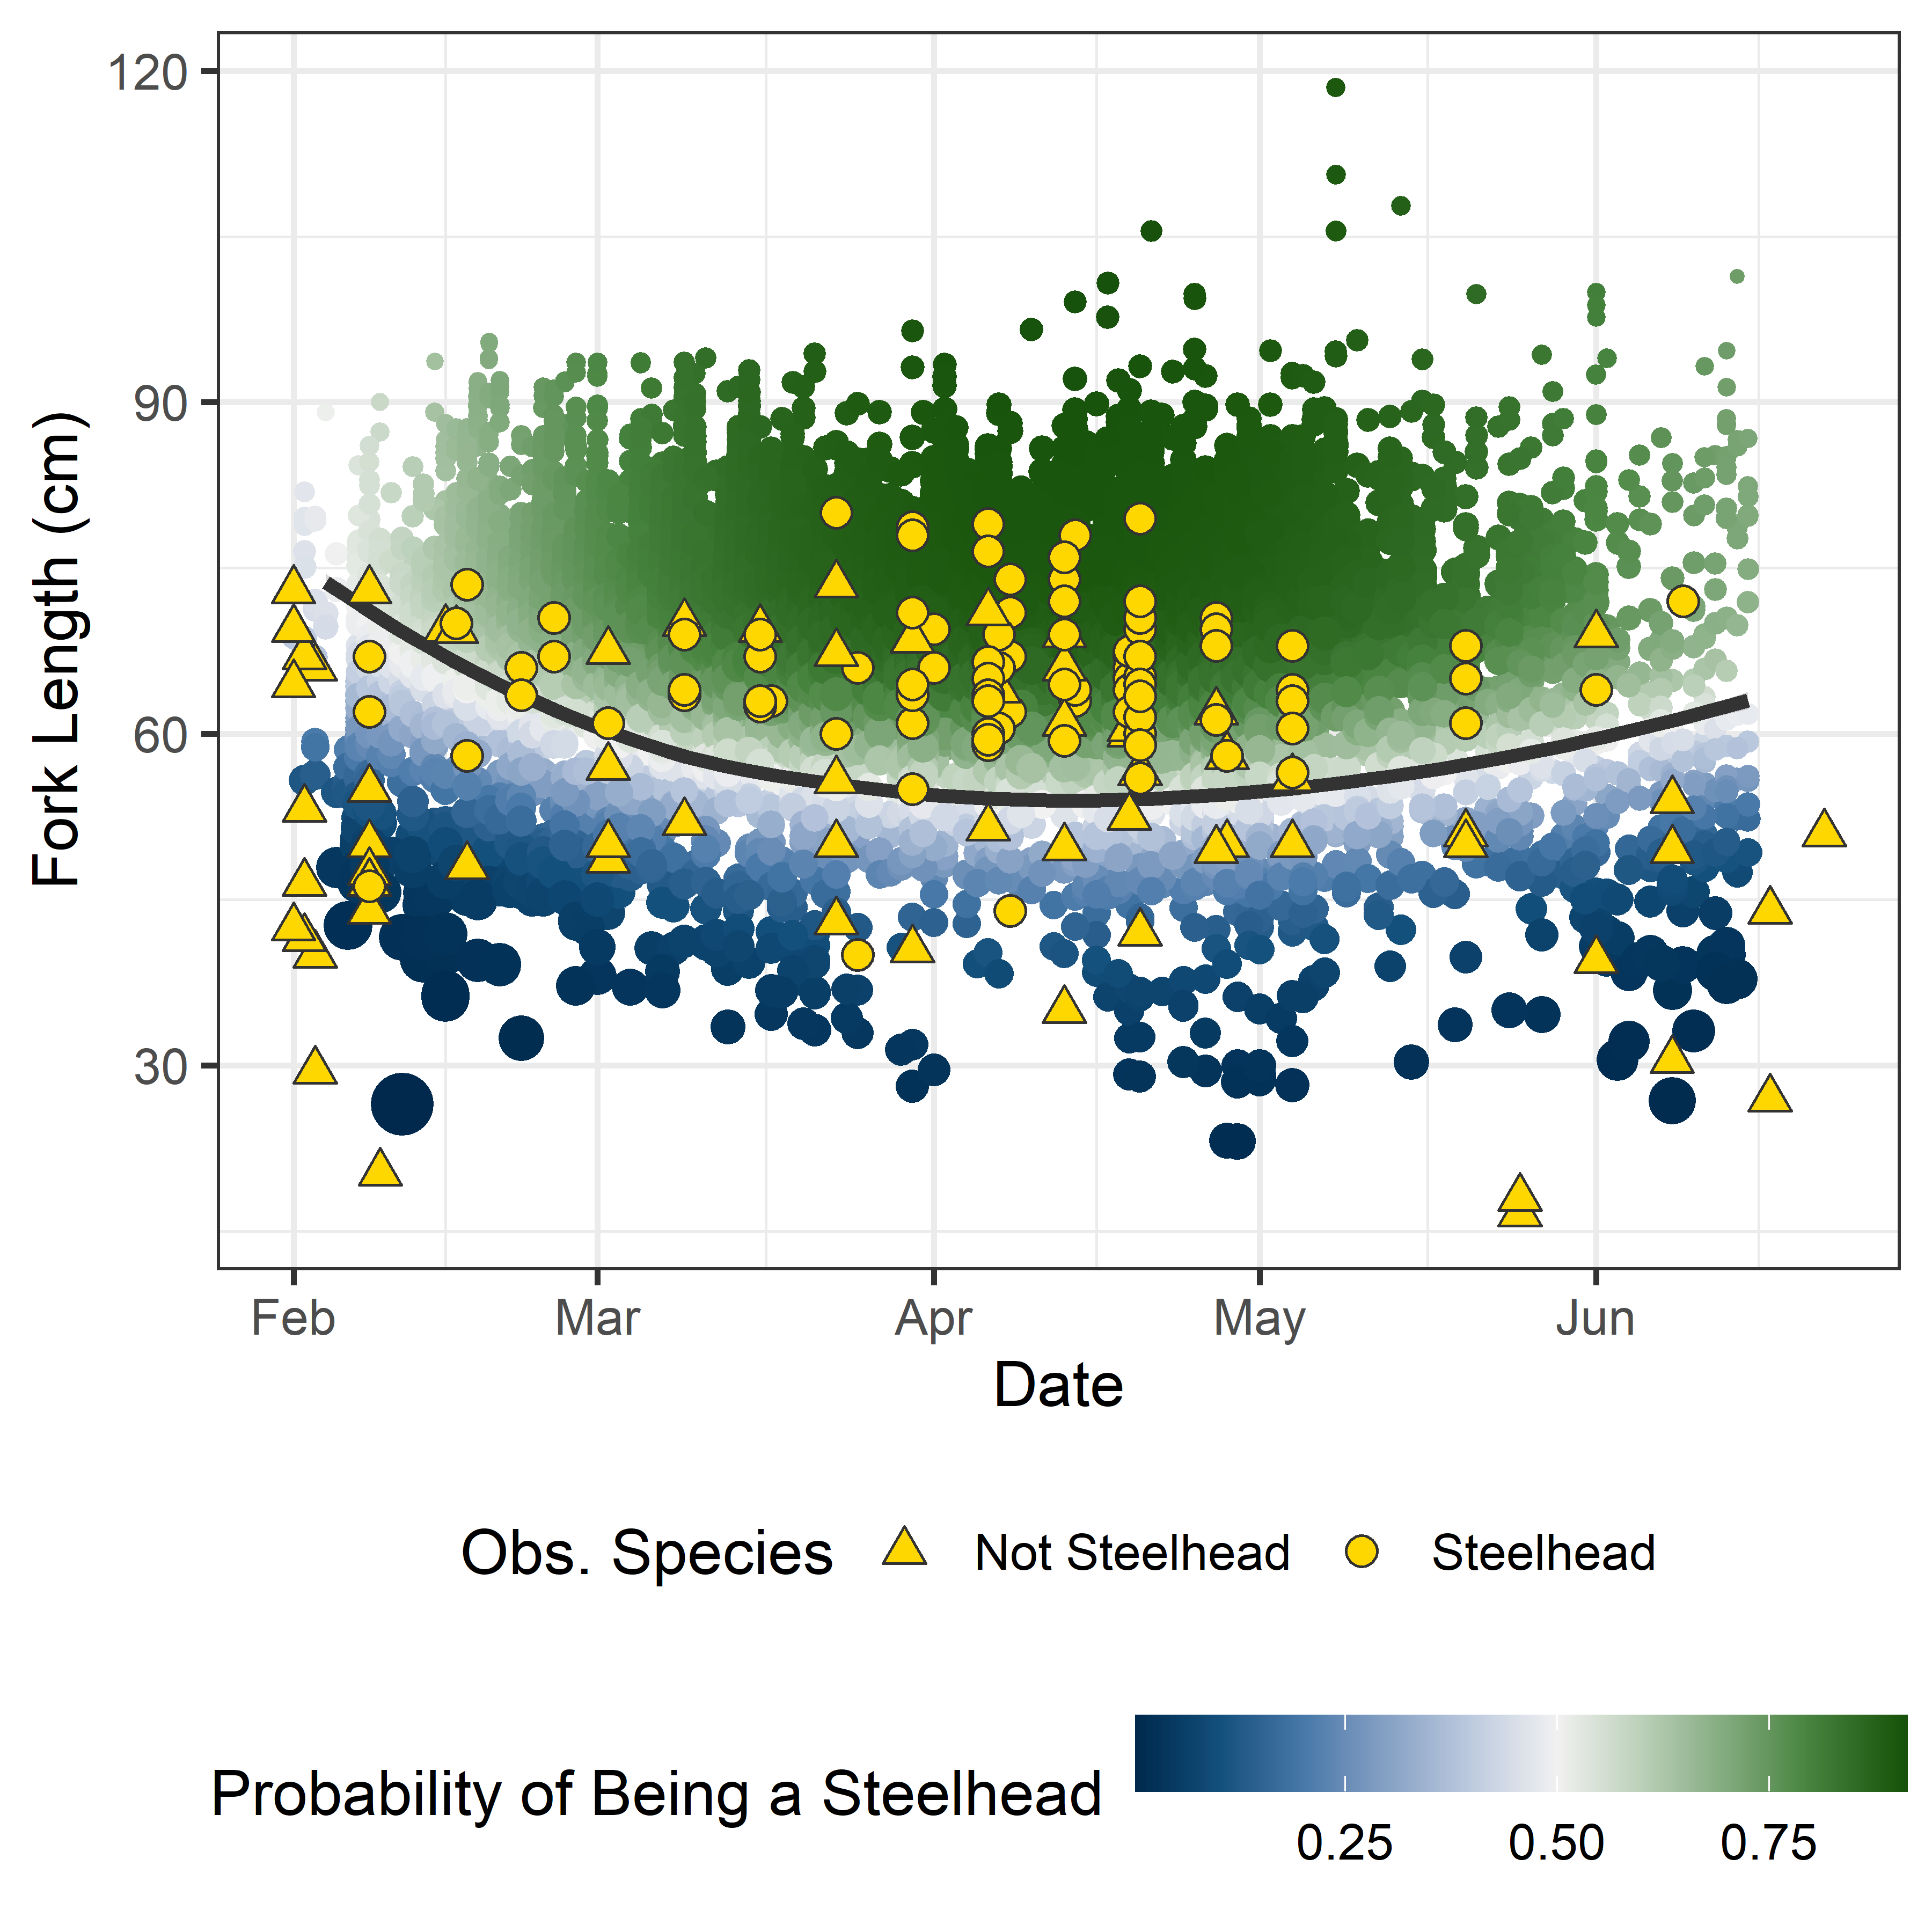 120
90
60
30
Fork Length (cm)
Feb Mar Apr May Jun
Date
Obs. Species Not Steelhead Steelhead
Probability of Being a Steelhead
0.25 0.50 0.75